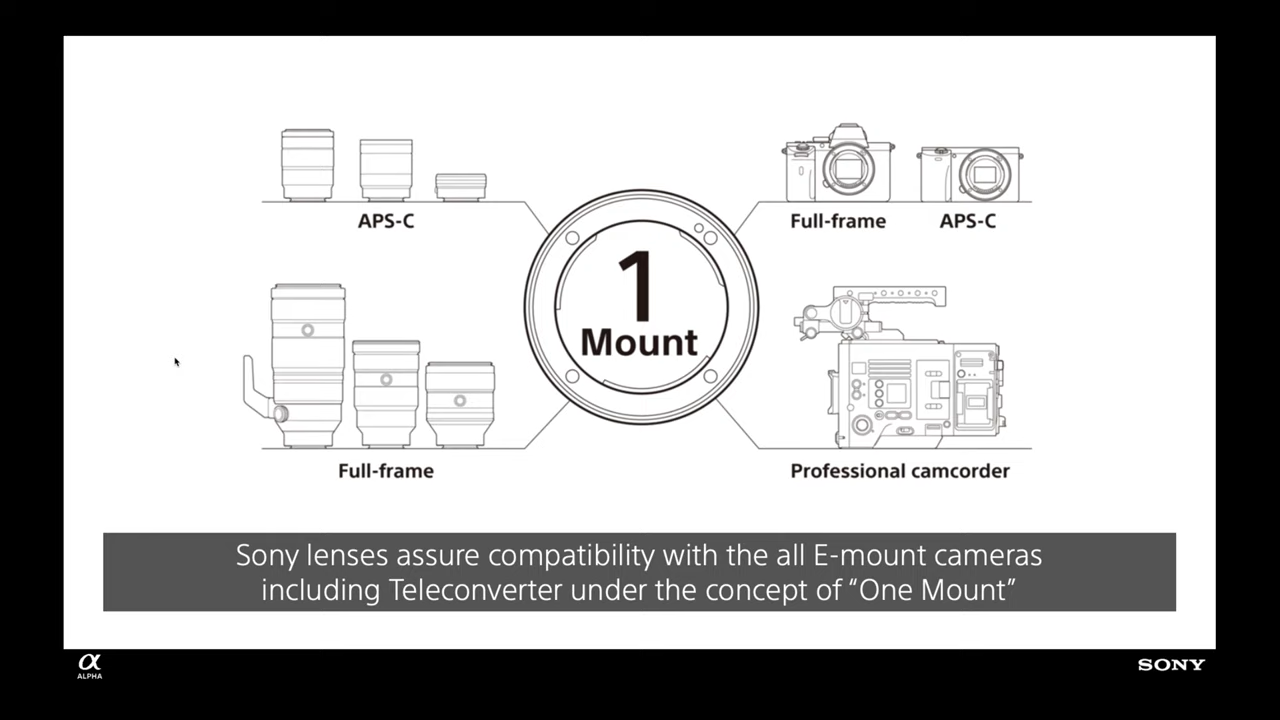 APS-C
Full-frame
APS-C
1
Mount
Full-frame
Professional camcorder
Sony lenses assure compatibility with the all E-mount cameras
including Teleconverter under the concept of “One Mount”
α
ALPHA
SONY